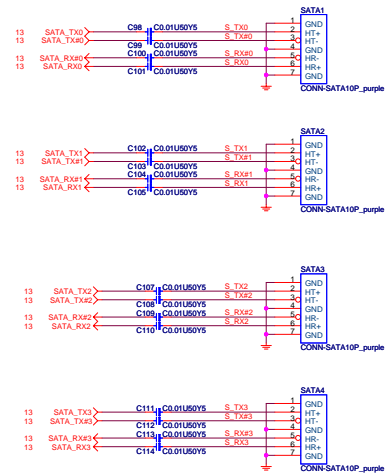 SATA1
C98 C0.01U50Y5 1 GND
13 SATA_TX0 S_TX0 2 HT+
13 SATA_TX#0 S_TX#0 3 HT-
C99 C0.01U50Y5 4 GND
C100 C0.01U50Y5
13 SATA_RX#0 S_RX#0 5 HR-
13 SATA_RX0 S_RX0 6 HR+
C101 C0.01U50Y5 7 GND
CONN-SATA10P_purple
SATA2
C102 C0.01U50Y5 1 GND
13 SATA_TX1 S_TX1 2 HT+
13 SATA_TX#1 S_TX#1 3 HT-
C103 C0.01U50Y5 4 GND
C104 C0.01U50Y5
13 SATA_RX#1 S_RX#1 5 HR-
13 SATA_RX1 S_RX1 6 HR+
C105 C0.01U50Y5 7 GND
CONN-SATA10P_purple
SATA3
C107 C0.01U50Y5 1 GND
13 SATA_TX2 S_TX2 2 HT+
13 SATA_TX#2 S_TX#2 3 HT-
C108 C0.01U50Y5 4 GND
C109 C0.01U50Y5
13 SATA_RX#2 S_RX#2 5 HR-
13 SATA_RX2 S_RX2 6 HR+
C110 C0.01U50Y5 7 GND
CONN-SATA10P_purple
SATA4
C111 C0.01U50Y5 1 GND
13 SATA_TX3 S_TX3 2 HT+
13 SATA_TX#3 S_TX#3 3 HT-
C112 C0.01U50Y5 4 GND
C113 C0.01U50Y5
13 SATA_RX#3 S_RX#3 5 HR-
13 SATA_RX3 S_RX3 6 HR+
C114 C0.01U50Y5 7 GND
CONN-SATA10P_purple